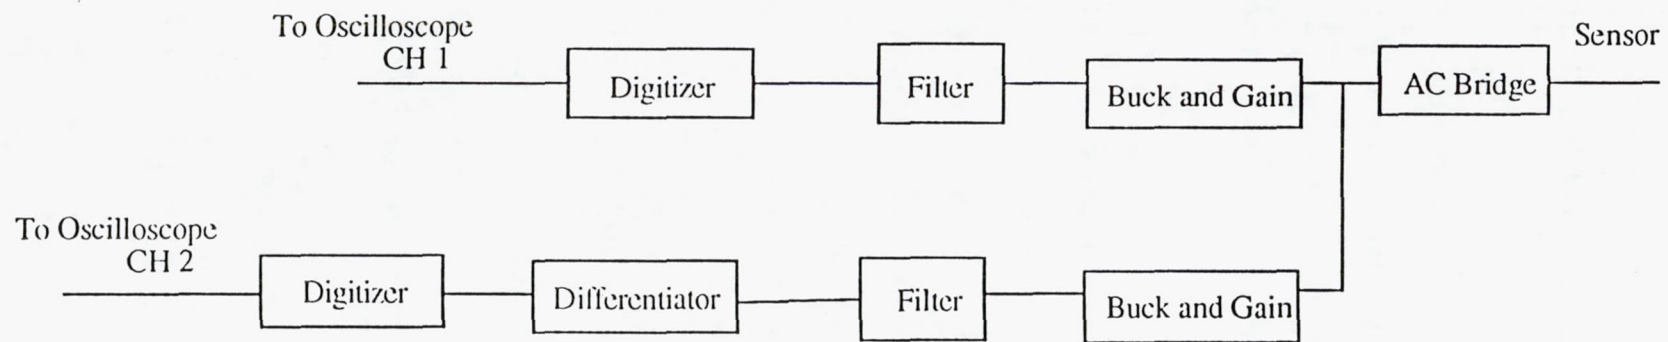 To Oscilloscope
CH 1
Digitizer
Filter
Buck and Gain
AC Bridge
Sensor
To Oscilloscope
CH 2
Digitizer
Differentiator
Filter
Buck and Gain